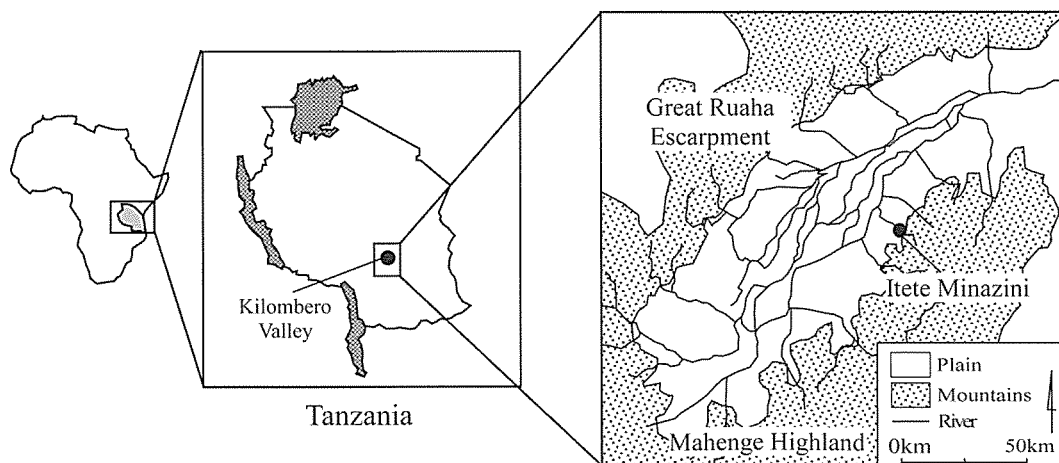 Kilombero
Valley
Tanzania
Great Ruaha
Escarpment
Itete Minazini
Mahenge Highland
Plain
Mountains
River
0km
50km